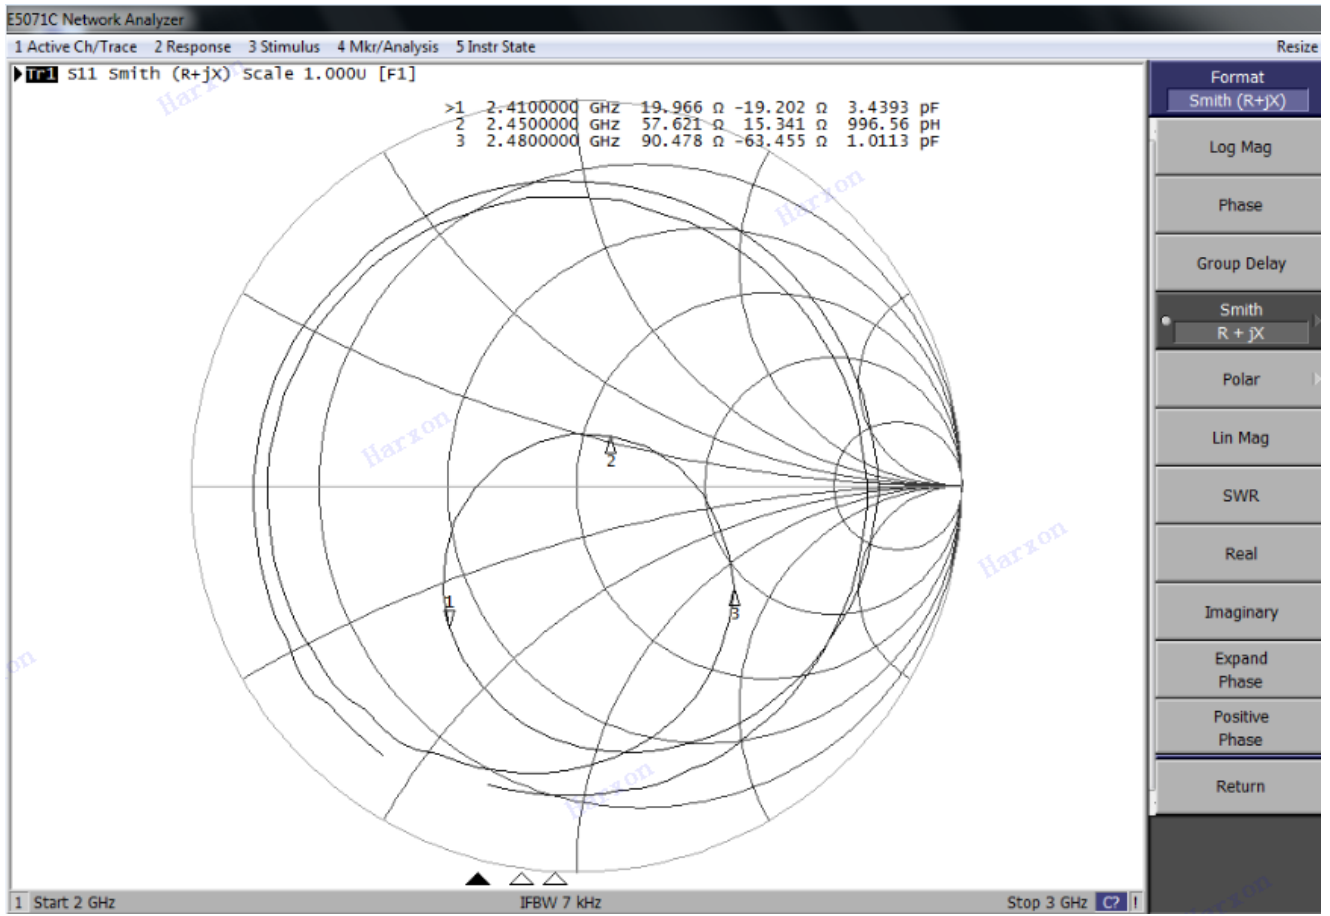 E5071C Network Analyzer
1 Active Ch/Trace 2 Response 3 Stimulus 4 Mkr/Analysis 5 Instr State Resize
Tr1 S11 Smith (R+jX) Scale 1.000U [F1]
>1 2.4100000 GHz 19.966 Ω -19.202 Ω 3.4393 pF
2 2.4500000 GHz 57.621 Ω 15.341 Ω 996.56 pH
3 2.4800000 GHz 90.478 Ω -63.455 Ω 1.0113 pF
Format
Smith (R+jX)
Log Mag
Phase
Group Delay
Smith
R + jX
Polar
Lin Mag
SWR
Real
Imaginary
Expand
Phase
Positive
Phase
Return
Harxon
Harxon
Harxon
Harxon
Harxon
on
Harxon
2
1
3
1 Start 2 GHz IFBW 7 kHz Stop 3 GHz C? !